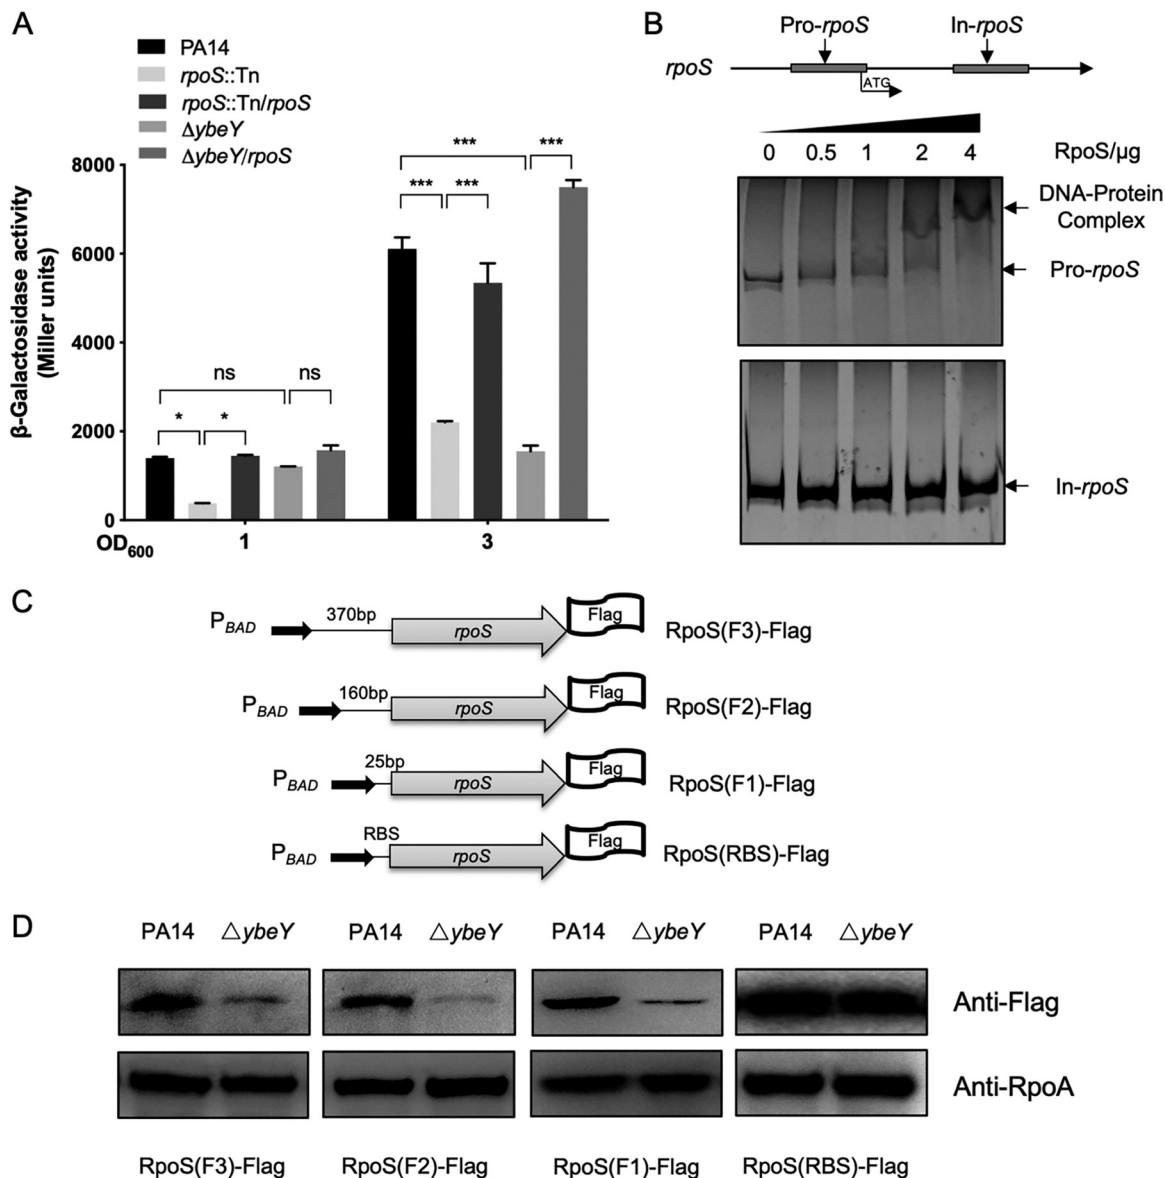 A
PA14
rpoS::Tn
rpoS::Tn/rpoS
ΔybeY
ΔybeY/rpoS
β-Galactosidase activity
(Miller units)
8000
6000
4000
2000
0
ns
ns
*
*
***
***
***
***
OD600
1
3
B
Pro-rpoS
In-rpoS
rpoS
ATG
0
0.5
1
2
4
RpoS/µg
DNA-Protein
Complex
Pro-rpoS
In-rpoS
C
PBAD
370bp
rpoS
Flag
RpoS(F3)-Flag
PBAD
160bp
rpoS
Flag
RpoS(F2)-Flag
PBAD
25bp
rpoS
Flag
RpoS(F1)-Flag
PBAD
RBS
rpoS
Flag
RpoS(RBS)-Flag
D
PA14 △ybeY PA14 △ybeY PA14 △ybeY PA14 △ybeY
Anti-Flag
Anti-RpoA
RpoS(F3)-Flag RpoS(F2)-Flag RpoS(F1)-Flag RpoS(RBS)-Flag